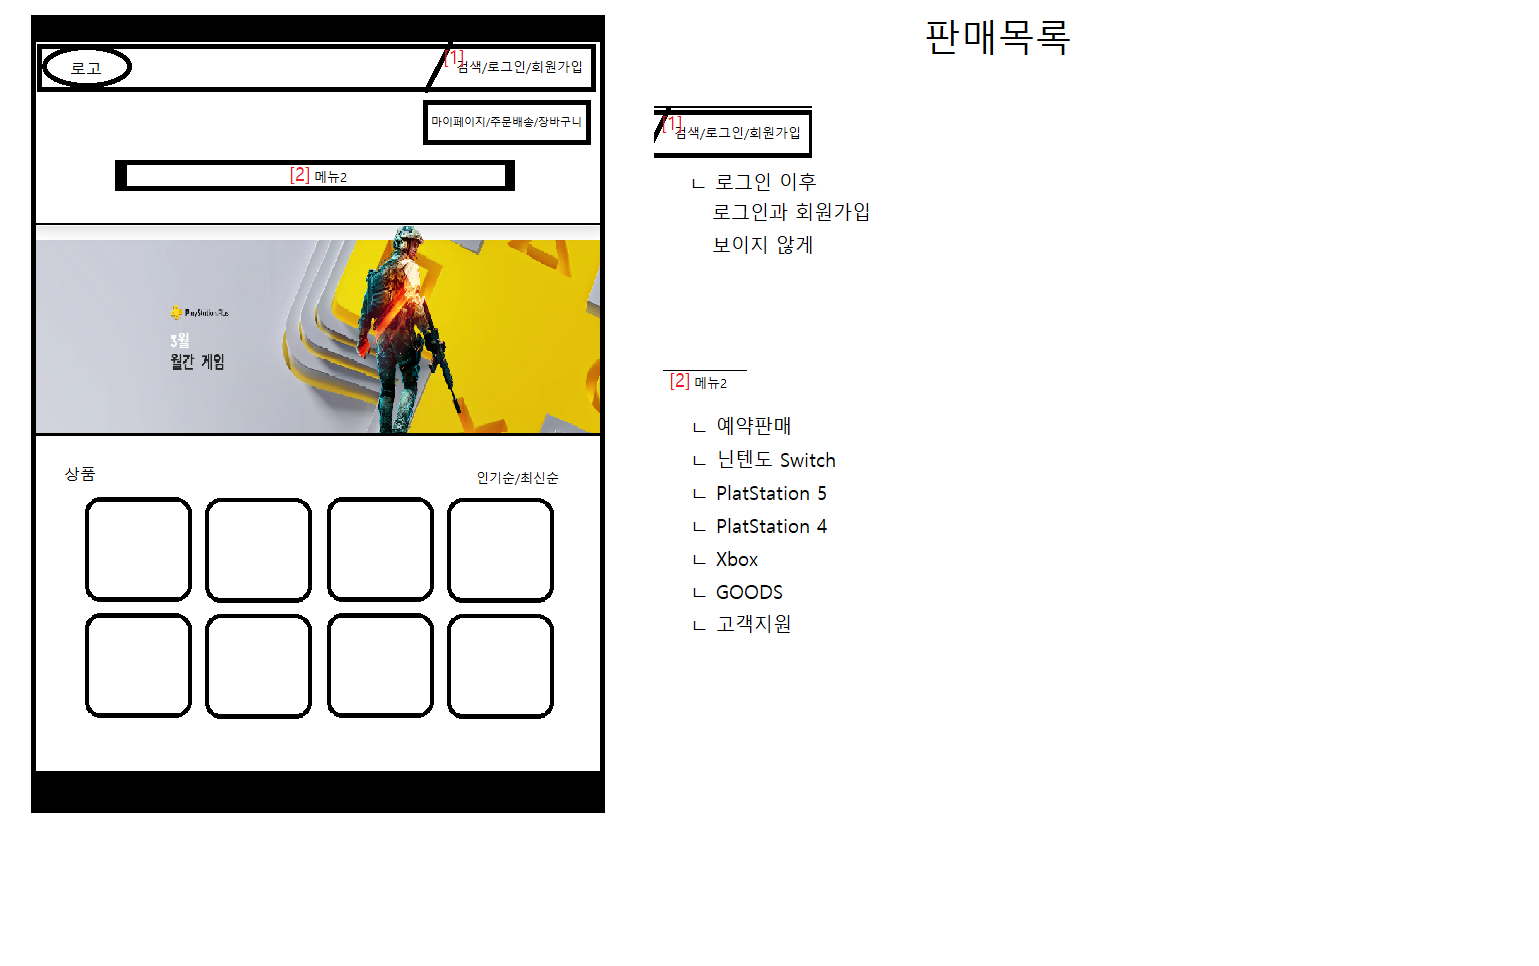 판매목록
로고
[1] 검색/로그인/회원가입
마이페이지/주문배송/장바구니
[2] 메뉴2
PlayStation.Plus
3월
월간 게임
상품
인기순/최신순
[1] 검색/로그인/회원가입
ㄴ 로그인 이후
로그인과 회원가입
보이지 않게
[2] 메뉴2
ㄴ 예약판매
ㄴ 닌텐도 Switch
ㄴ PlatStation 5
ㄴ PlatStation 4
ㄴ Xbox
ㄴ GOODS
ㄴ 고객지원